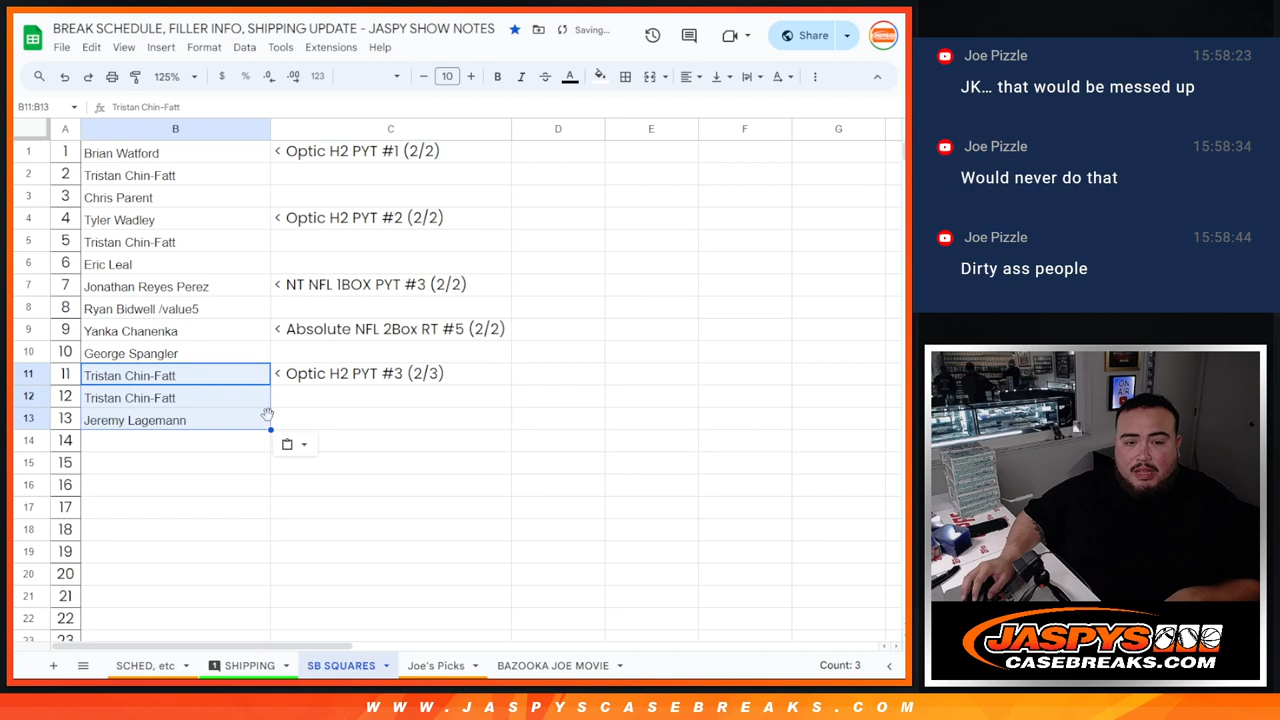 BREAK SCHEDULE, FILLER INFO, SHIPPING UPDATE - JASPY SHOW NOTES
Saving...
File Edit View Insert Format Data Tools Extensions Help
Share
125% $ % .0 .00 123 10 B I A
B11:B13 fx Tristan Chin-Fatt
A B C D E F G
1 1 Brian Watford < Optic H2 PYT #1 (2/2)
2 2 Tristan Chin-Fatt
3 3 Chris Parent
4 4 Tyler Wadley < Optic H2 PYT #2 (2/2)
5 5 Tristan Chin-Fatt
6 6 Eric Leal
7 7 Jonathan Reyes Perez < NT NFL 1BOX PYT #3 (2/2)
8 8 Ryan Bidwell /value5
9 9 Yanka Chanenka < Absolute NFL 2Box RT #5 (2/2)
10 10 George Spangler
11 11 Tristan Chin-Fatt < Optic H2 PYT #3 (2/3)
12 12 Tristan Chin-Fatt
13 13 Jeremy Lagemann
14 14
15 15
16 16
17 17
18 18
19 19
20 20
21 21
22 22
23 23
SCHED, etc 1 SHIPPING SB SQUARES Joe's Picks BAZOOKA JOE MOVIE Count: 3
Joe Pizzle 15:58:23
JK... that would be messed up
Joe Pizzle 15:58:34
Would never do that
Joe Pizzle 15:58:44
Dirty ass people
ON AIR
JASPYS
CASEBREAKS.COM
WWW.JASPYSCASEBREAKS.COM